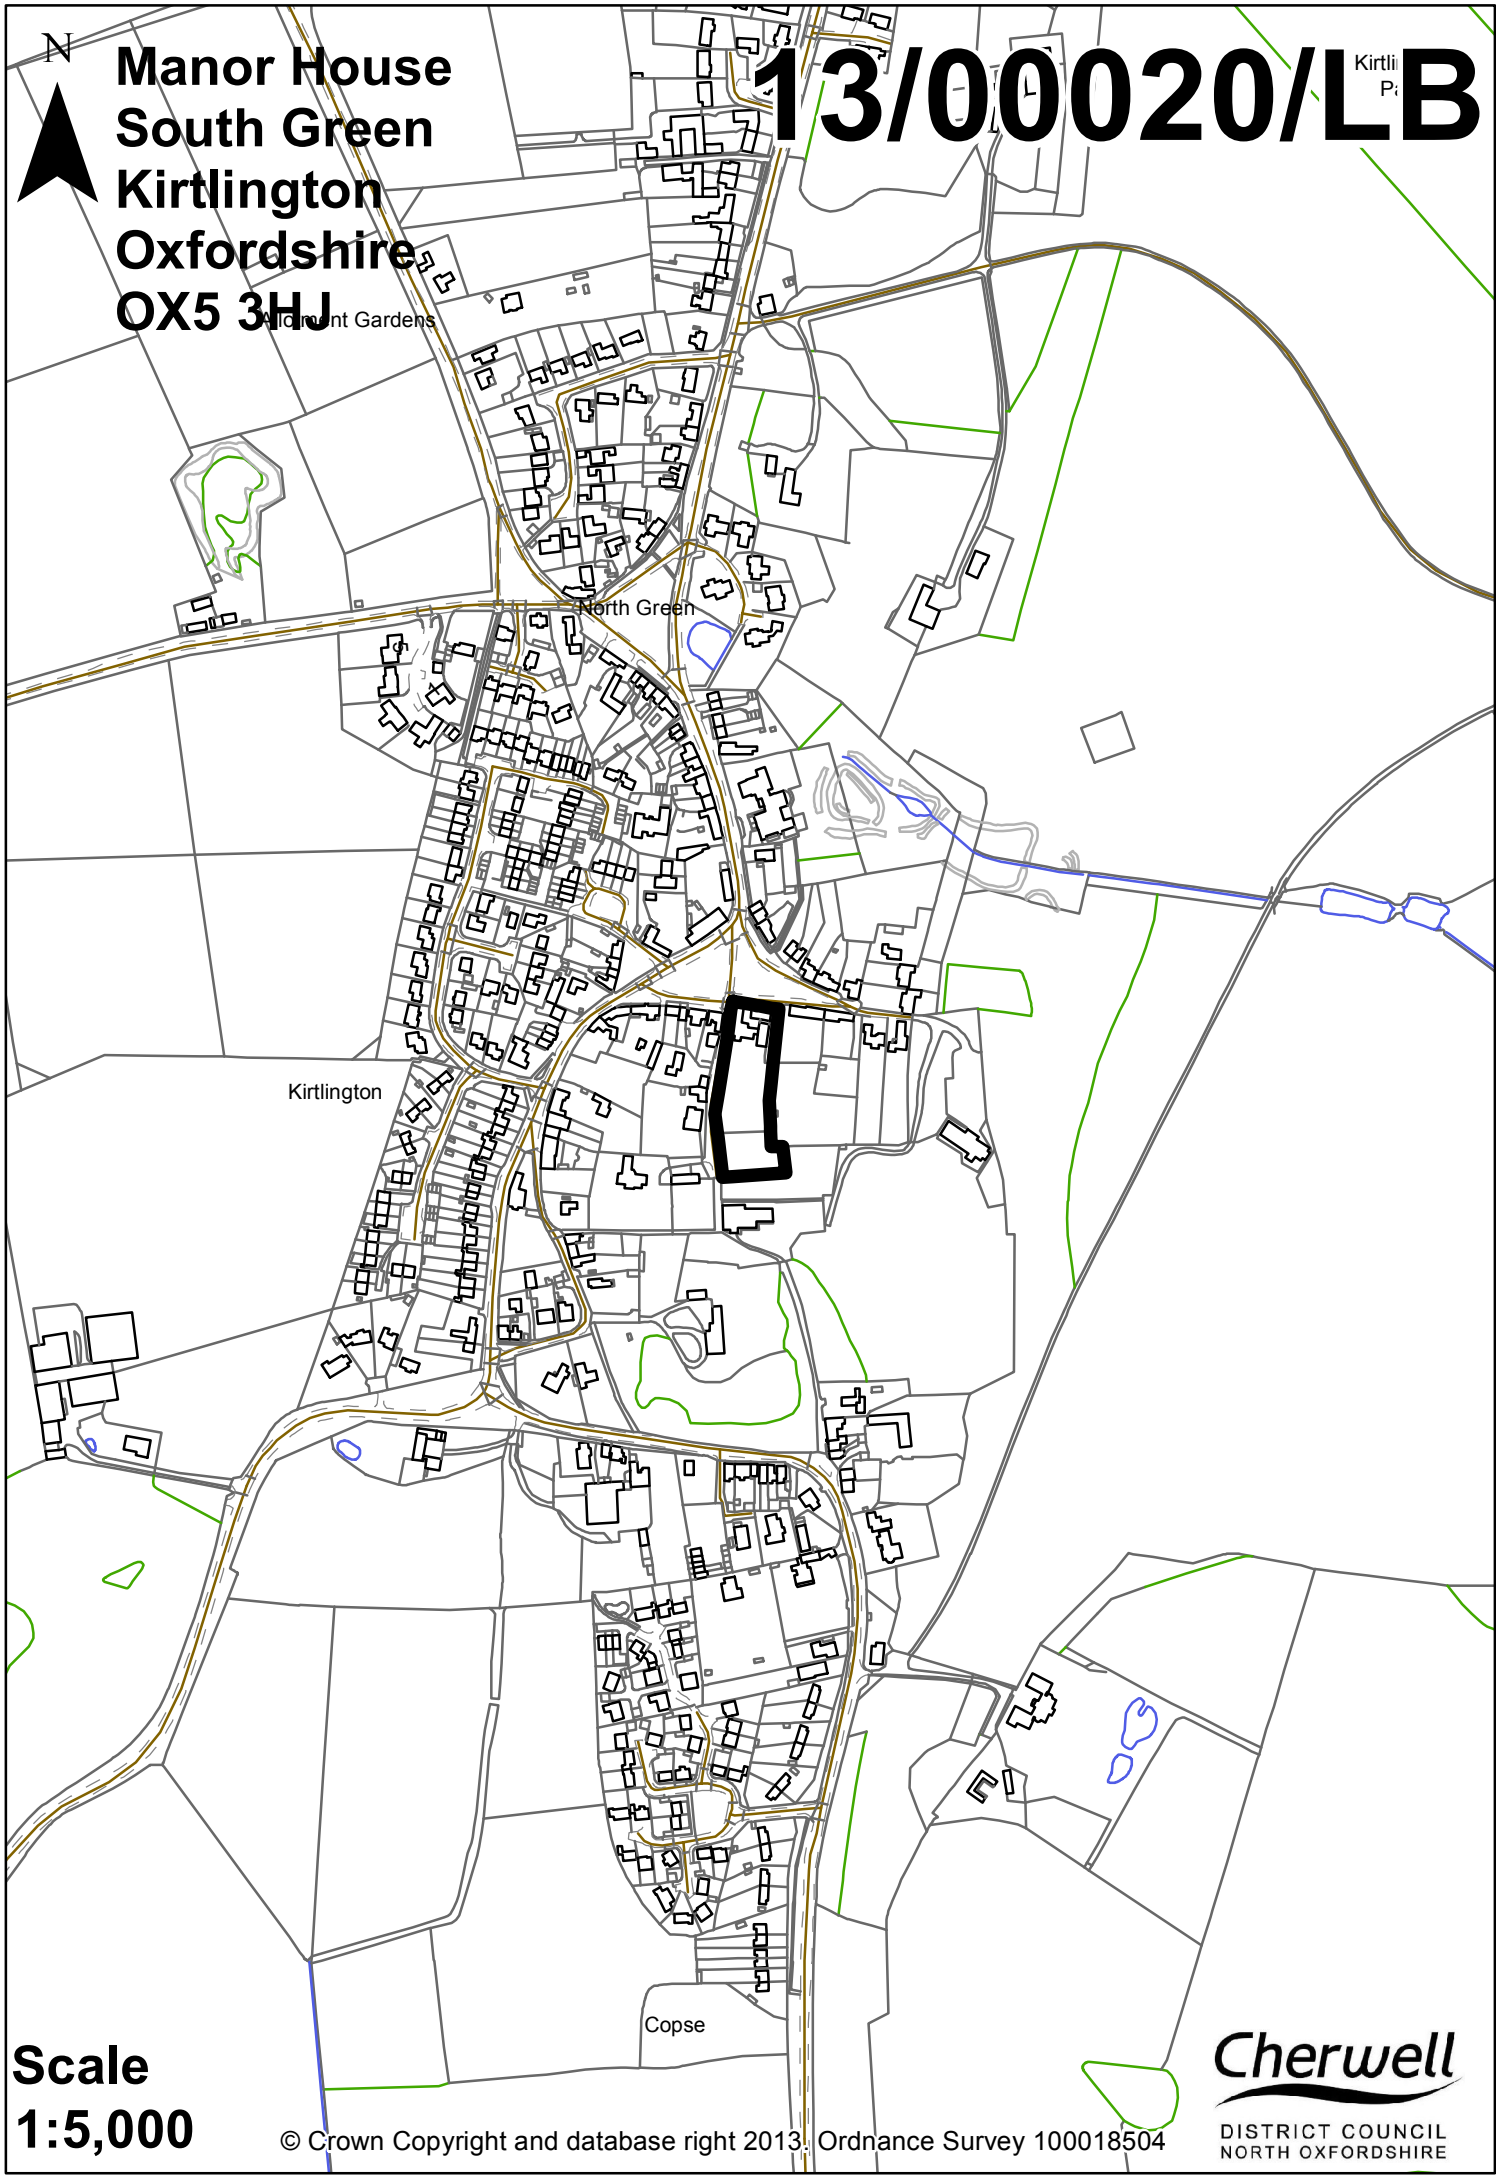 N
Manor House
South Green
Kirtlington
Oxfordshire
OX5 3HJ
13/00020/LB
Allotment Gardens
North Green
Kirtlington
Copse
Scale
1:5,000
© Crown Copyright and database right 2013. Ordnance Survey 100018504
Cherwell
DISTRICT COUNCIL
NORTH OXFORDSHIRE